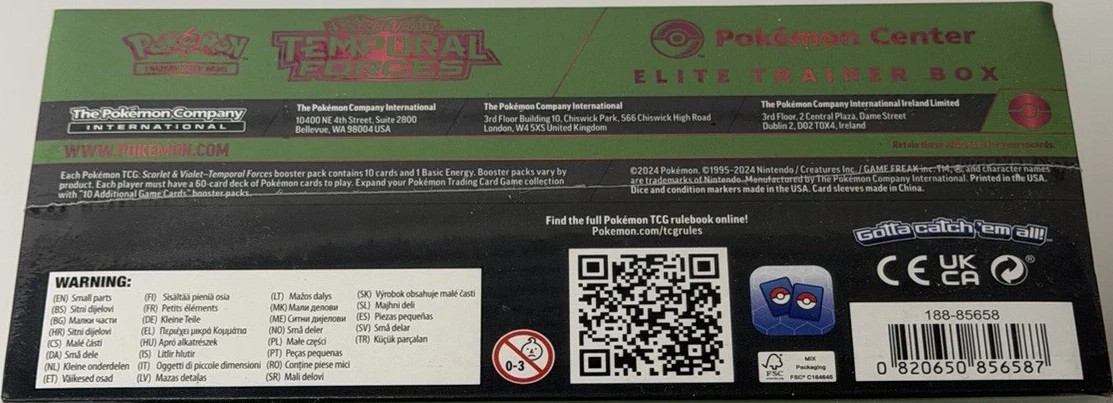 Pokémon
TRADING CARD GAME
Scarlet & Violet
TEMPORAL
FORCES
Pokémon Center
ELITE TRAINER BOX
The Pokémon Company
INTERNATIONAL
The Pokémon Company International
10400 NE 4th Street, Suite 2800
Bellevue, WA 98004 USA
The Pokémon Company International
3rd Floor Building 10, Chiswick Park, 566 Chiswick High Road
London, W4 5XS United Kingdom
The Pokémon Company International Ireland Limited
3rd Floor, 2 Central Plaza, Dame Street
Dublin 2, D02 T0X4, Ireland
WWW.POKEMON.COM
Retain these addresses for your records.
Each Pokémon TCG: Scarlet & Violet–Temporal Forces booster pack contains 10 cards and 1 Basic Energy. Booster packs vary by
product. Each player must have a 60-card deck of Pokémon cards to play. Expand your Pokémon Trading Card Game collection
with "10 Additional Game Cards" booster packs.
©2024 Pokémon. ©1995-2024 Nintendo / Creatures Inc. / GAME FREAK inc. TM, ®, and character names
are trademarks of Nintendo. Manufactured by The Pokémon Company International. Printed in the USA.
Dice and condition markers made in the USA. Card sleeves made in China.
Find the full Pokémon TCG rulebook online!
Pokemon.com/tcgrules
Gotta catch 'em all!™
CE UK
CA ®
WARNING:
(EN) Small parts
(BS) Sitni dijelovi
(BG) Малки части
(HR) Sitni dijelovi
(CS) Malé části
(DA) Små dele
(NL) Kleine onderdelen
(ET) Väikesed osad
(FI) Sisältää pieniä osia
(FR) Petits éléments
(DE) Kleine Teile
(EL) Περιέχει μικρά Κομμάτια
(HU) Apró alkatrészek
(IS) Litlir hlutir
(IT) Oggetti di piccole dimensioni
(LV) Mazas detaļas
(LT) Mažos dalys
(MK) Мали делови
(ME) Ситни дијелови
(NO) Små deler
(PL) Małe części
(PT) Peças pequenas
(RO) Conține piese mici
(SR) Mali delovi
(SK) Výrobok obsahuje malé časti
(SL) Majhni deli
(ES) Piezas pequeñas
(SV) Små delar
(TR) Küçük parçaları
0-3
FSC
MIX
Packaging
FSC® C164645
188-85658
0 820650 856587